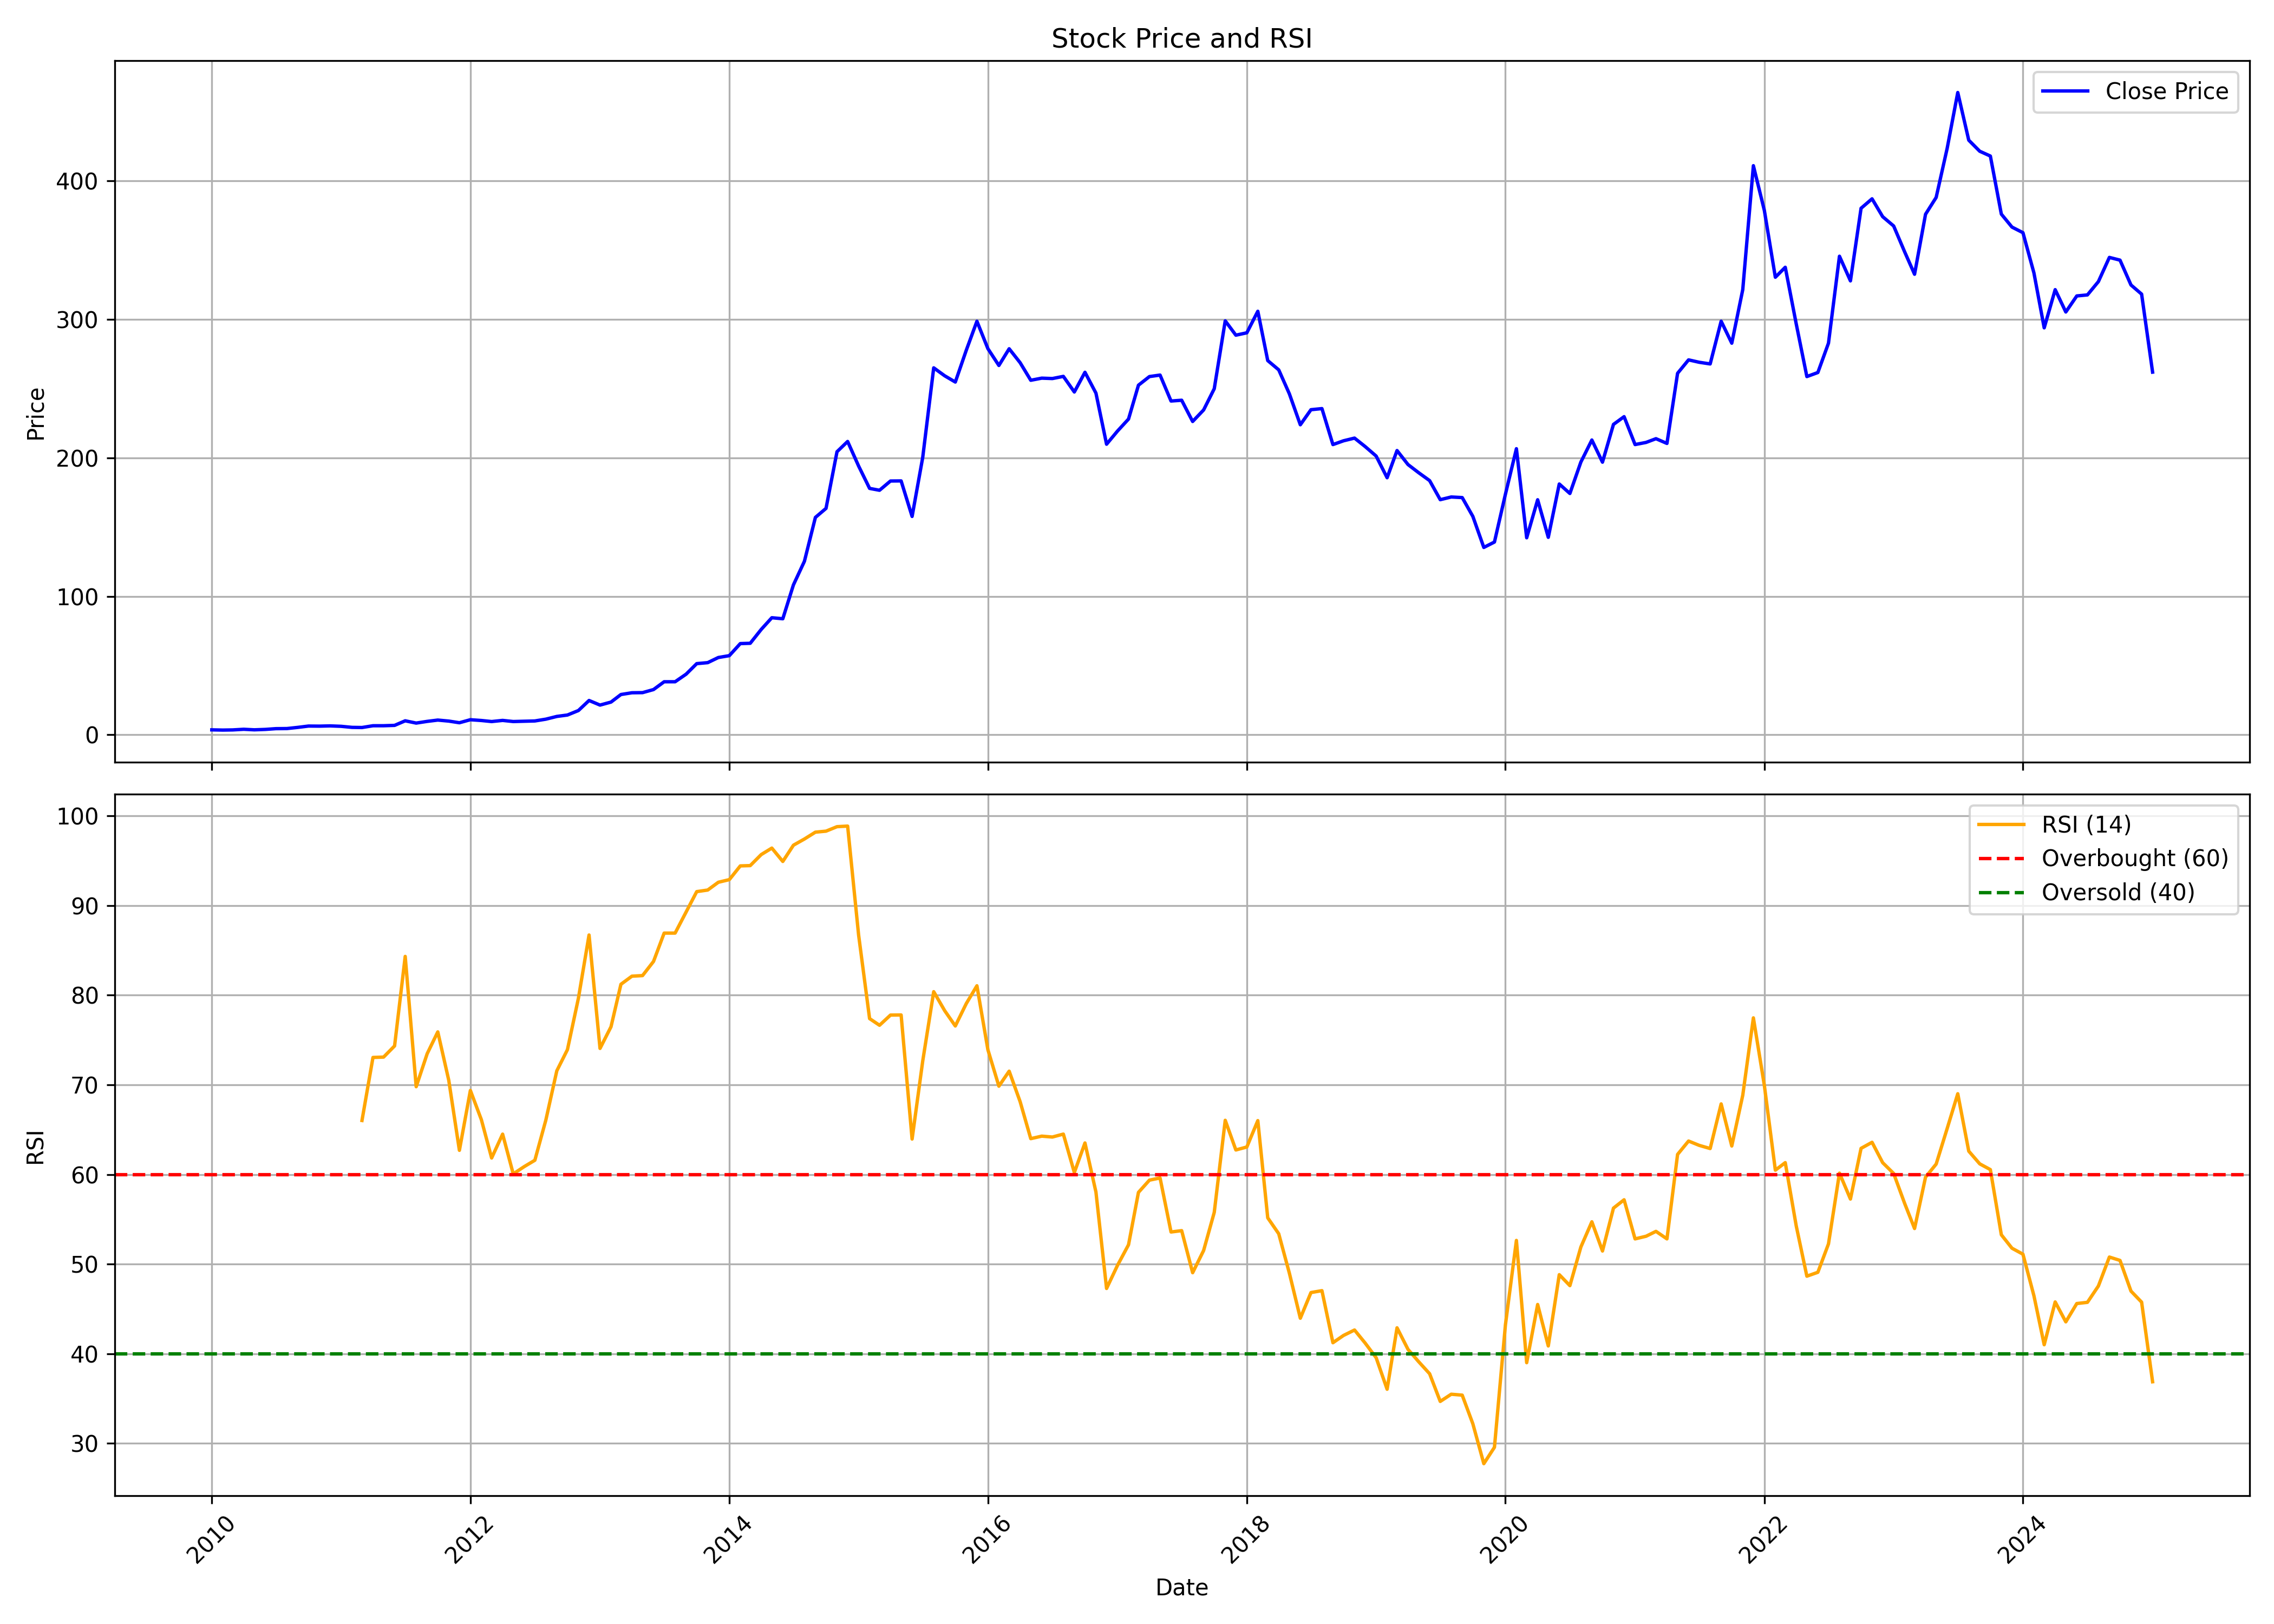 Stock Price and RSI
Close Price
Price
400
300
200
100
0
RSI (14)
Overbought (60)
Oversold (40)
RSI
100
90
80
70
60
50
40
30
2010
2012
2014
2016
2018
2020
2022
2024
Date